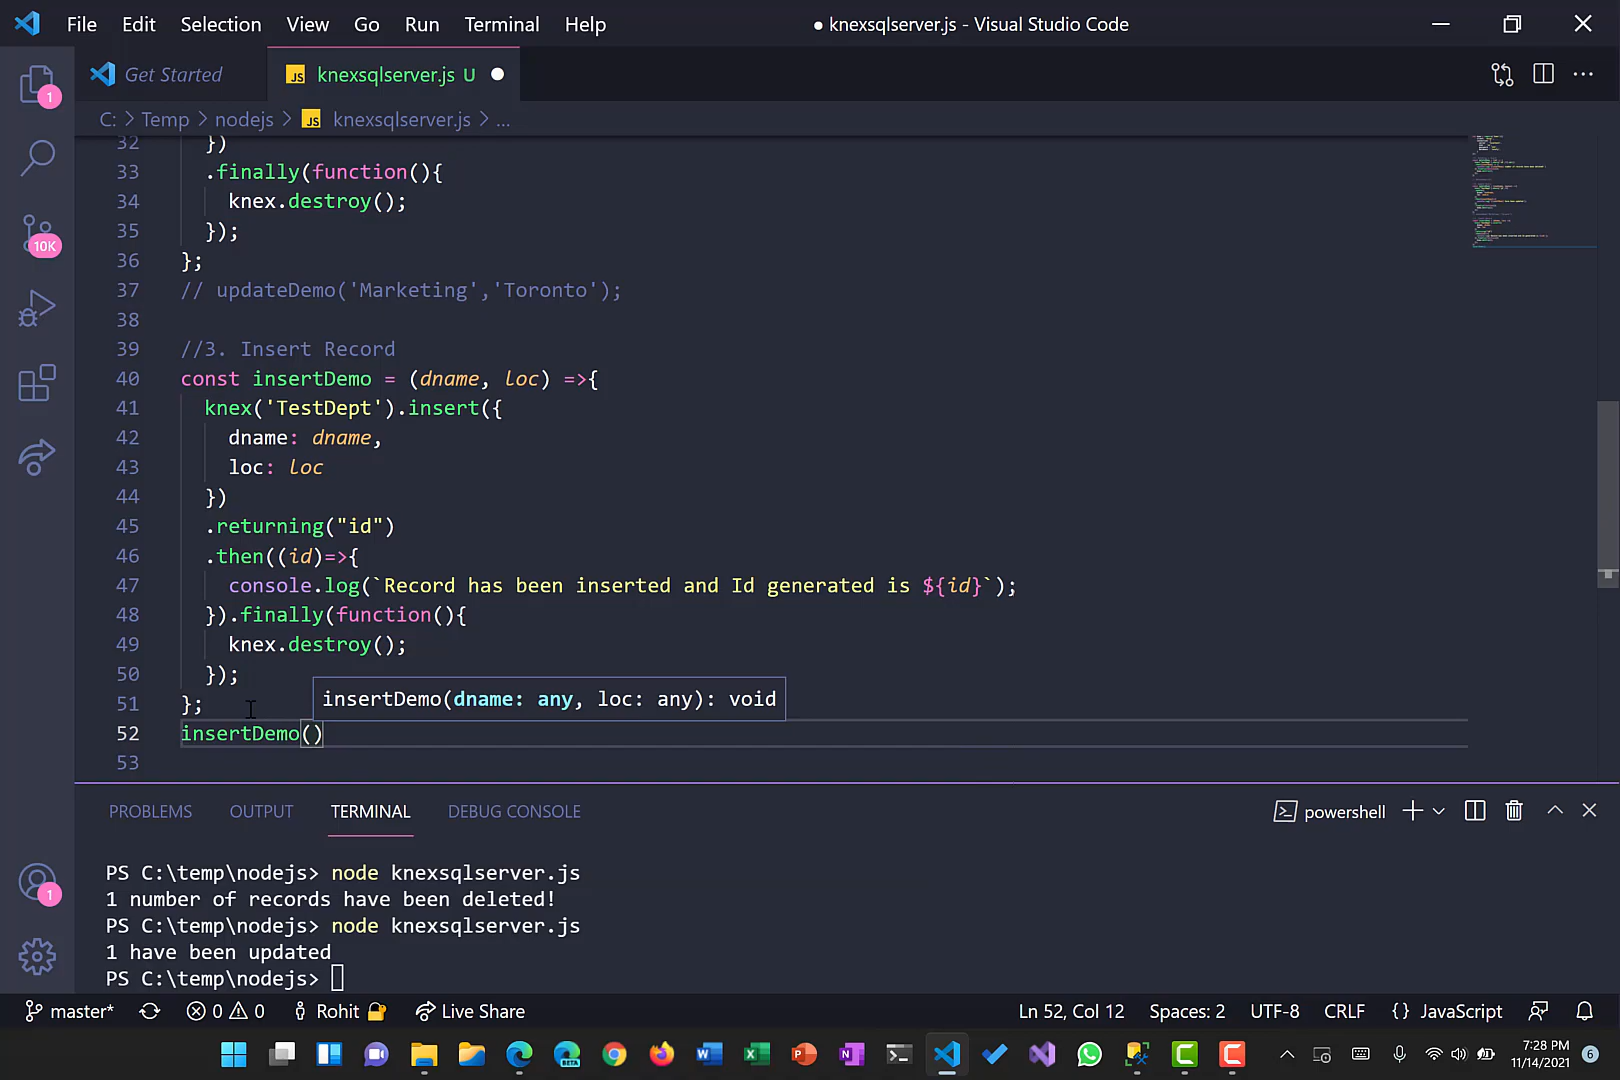 File Edit Selection View Go Run Terminal Help
● knexsqlserver.js - Visual Studio Code
Get Started
JS knexsqlserver.js U
C: > Temp > nodejs > JS knexsqlserver.js > ...
32 })
33 .finally(function(){
34 knex.destroy();
35 });
36 };
37 // updateDemo('Marketing','Toronto');
38
39 //3. Insert Record
40 const insertDemo = (dname, loc) =>{
41 knex('TestDept').insert({
42 dname: dname,
43 loc: loc
44 })
45 .returning("id")
46 .then((id)=>{
47 console.log(`Record has been inserted and Id generated is ${id}`);
48 }).finally(function(){
49 knex.destroy();
50 });
51 };
insertDemo(dname: any, loc: any): void
52 insertDemo()
53
1
10K
1
PROBLEMS OUTPUT TERMINAL DEBUG CONSOLE
powershell
PS C:\temp\nodejs> node knexsqlserver.js
1 number of records have been deleted!
PS C:\temp\nodejs> node knexsqlserver.js
1 have been updated
PS C:\temp\nodejs>
master* 0 0 Rohit Live Share
Ln 52, Col 12 Spaces: 2 UTF-8 CRLF {} JavaScript
7:28 PM
11/14/2021
6